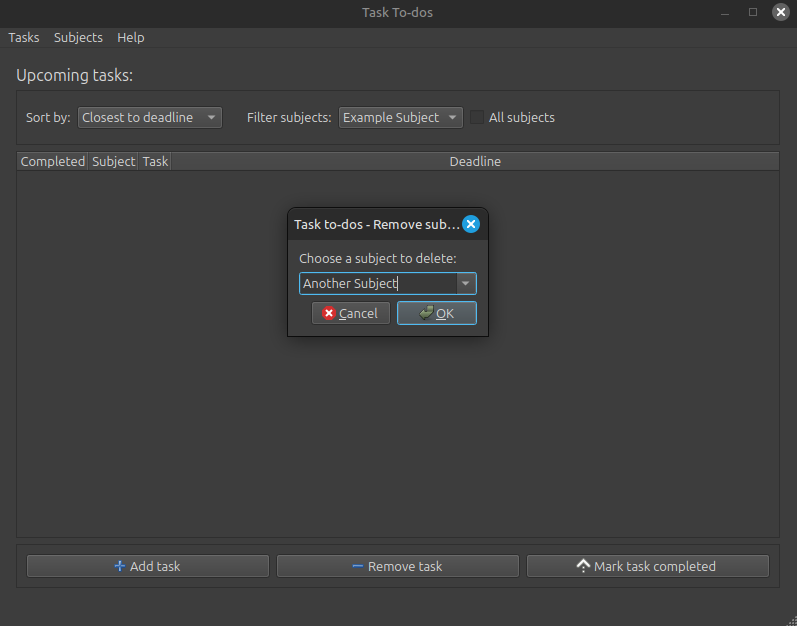 Task To-dos
Tasks Subjects Help
Upcoming tasks:
Sort by: Closest to deadline Filter subjects: Example Subject All subjects
Completed Subject Task Deadline
Task to-dos - Remove sub...
Choose a subject to delete:
Another Subject
Cancel OK
Add task Remove task Mark task completed